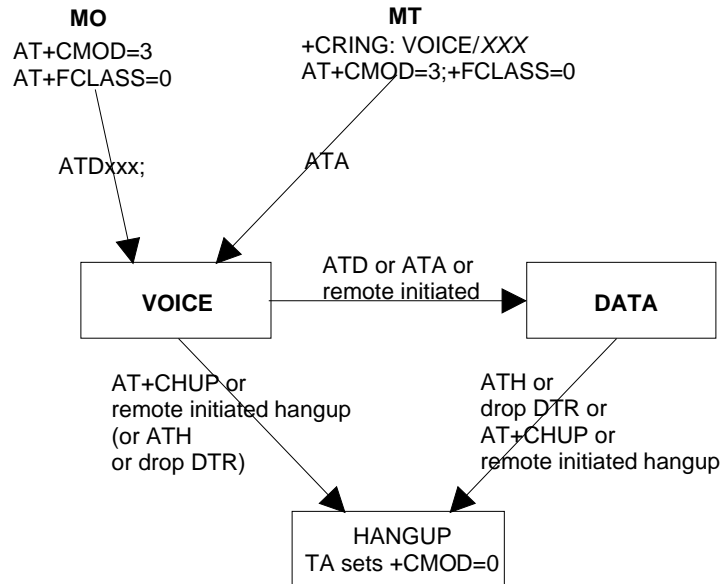 MO
AT+CMOD=3
AT+FCLASS=0
MT
+CRING: VOICE/XXX
AT+CMOD=3;+FCLASS=0
ATDxxx;
ATA
VOICE
ATD or ATA or
remote initiated
DATA
AT+CHUP or
remote initiated hangup
(or ATH
or drop DTR)
ATH or
drop DTR or
AT+CHUP or
remote initiated hangup
HANGUP
TA sets +CMOD=0